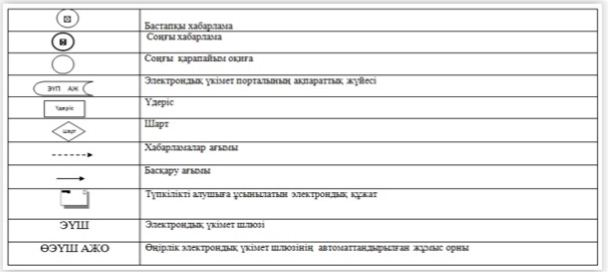 Бастапқы хабарлама
Соңғы хабарлама
Соңғы қарапайым оқиға
ЭҮП АЖ
Электрондық үкімет порталының ақпараттық жүйесі
Үдеріс
Үдеріс
Шарт
Шарт
Хабарламалар ағымы
Басқару ағымы
Түпкілікті алушыға ұсынылатын электрондық құжат
ЭҮШ
Электрондық үкімет шлюзі
ӨЭҮШ АЖО
Өңірлік электрондық үкімет шлюзінің автоматтандырылған жұмыс орны